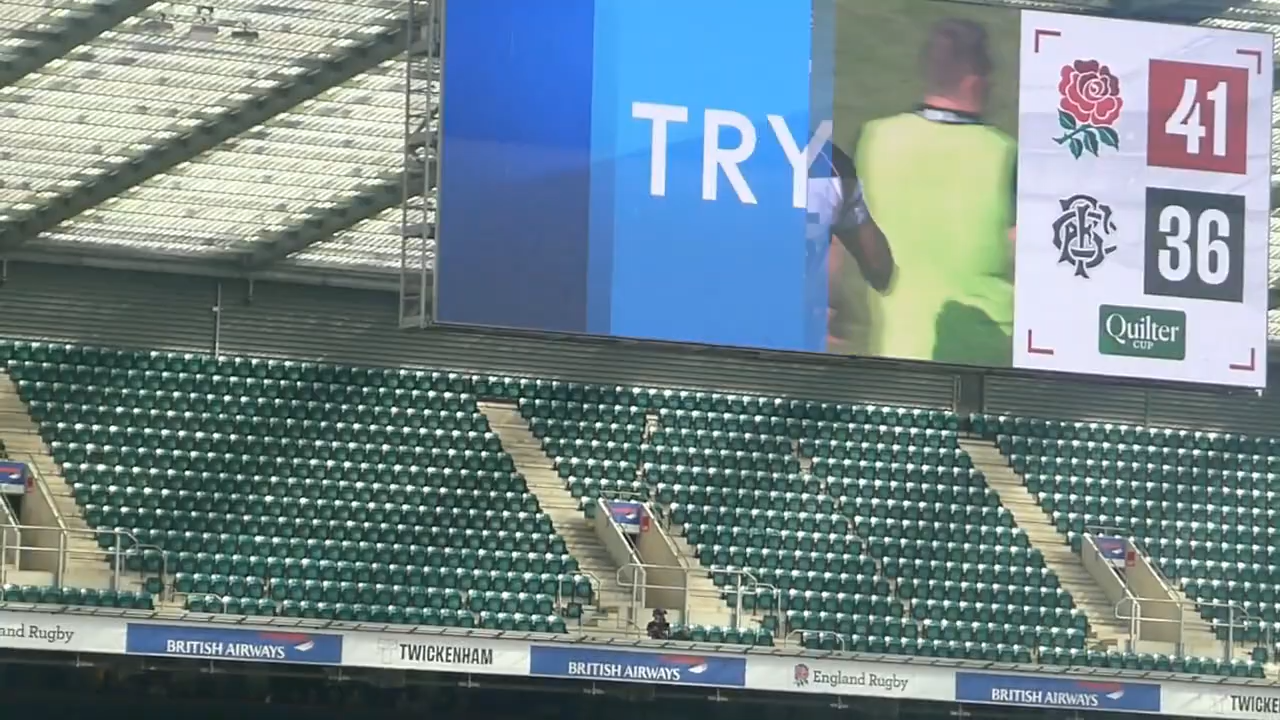 TRY
41
36
Quilter
CUP
and Rugby
BRITISH AIRWAYS
TWICKENHAM
BRITISH AIRWAYS
England Rugby
BRITISH AIRWAYS
TWICKE